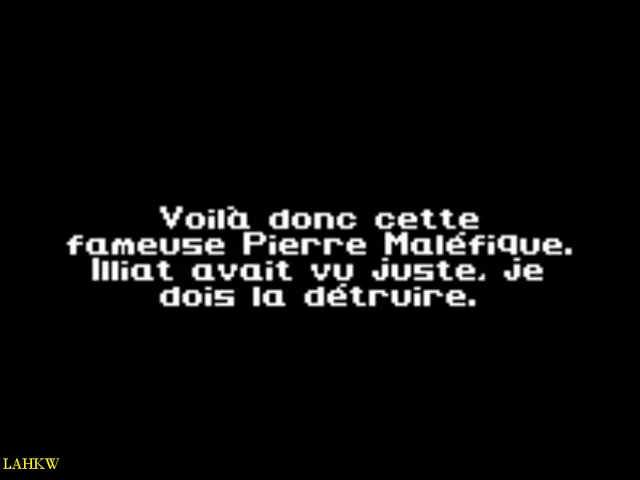 Voilà donc cette
fameuse Pierre Maléfique.
Illiat avait vu juste, je
dois la détruire.
LAHKW